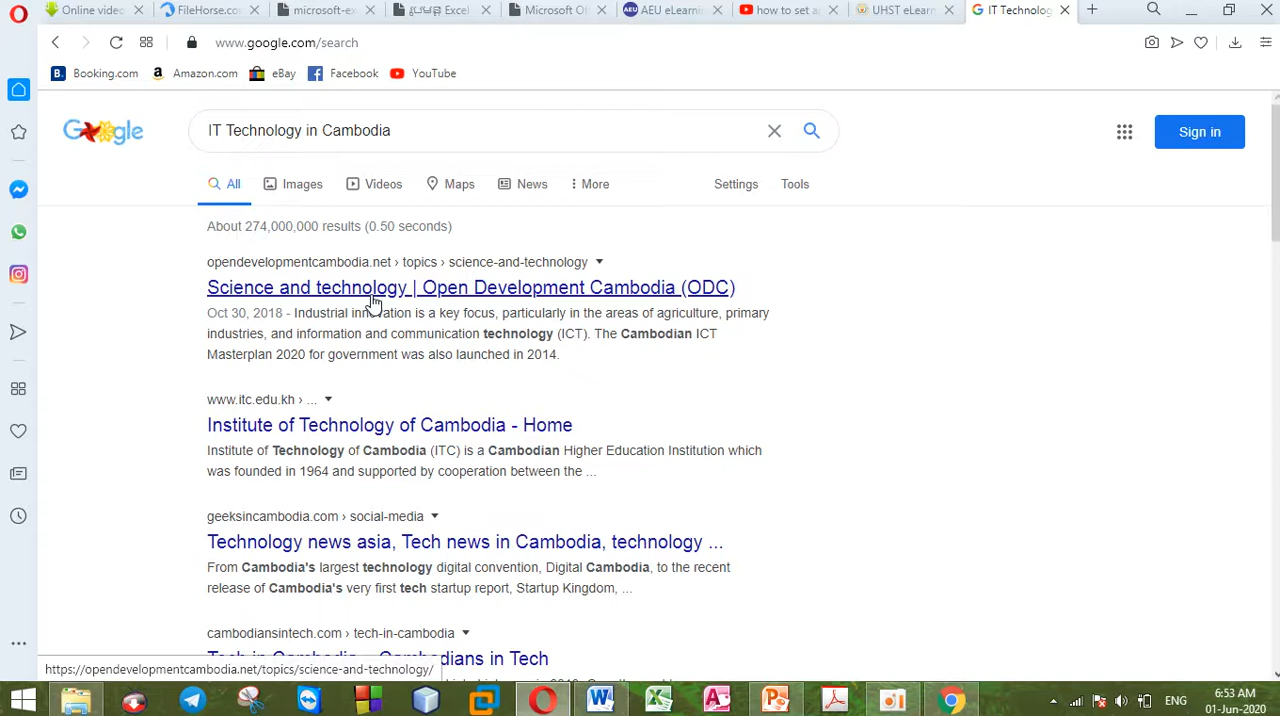 Online video
FileHorse.co
microsoft-ex
Excel
Microsoft Of
AEU eLearni
how to set a
UHST eLearn
IT Technolog
www.google.com/search
Booking.com
Amazon.com
eBay
Facebook
YouTube
Google
IT Technology in Cambodia
Sign in
All
Images
Videos
Maps
News
More
Settings
Tools
About 274,000,000 results (0.50 seconds)
opendevelopmentcambodia.net › topics › science-and-technology
Science and technology | Open Development Cambodia (ODC)
Oct 30, 2018 - Industrial innovation is a key focus, particularly in the areas of agriculture, primary
industries, and information and communication technology (ICT). The Cambodian ICT
Masterplan 2020 for government was also launched in 2014.
www.itc.edu.kh › ...
Institute of Technology of Cambodia - Home
Institute of Technology of Cambodia (ITC) is a Cambodian Higher Education Institution which
was founded in 1964 and supported by cooperation between the ...
geeksincambodia.com › social-media
Technology news asia, Tech news in Cambodia, technology ...
From Cambodia's largest technology digital convention, Digital Cambodia, to the recent
release of Cambodia's very first tech startup report, Startup Kingdom, ...
cambodiansintech.com › tech-in-cambodia
Tech in Cambodia - Cambodians in Tech
https://opendevelopmentcambodia.net/topics/science-and-technology/
ENG
6:53 AM
01-Jun-2020